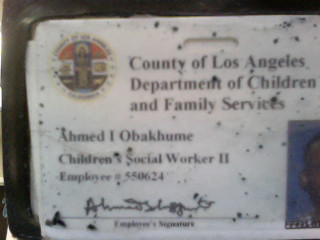 County of Los Angeles
Department of Children
and Family Services
Ahmed I Obakhume
Children's Social Worker II
Employee # 550624
Employee's Signature